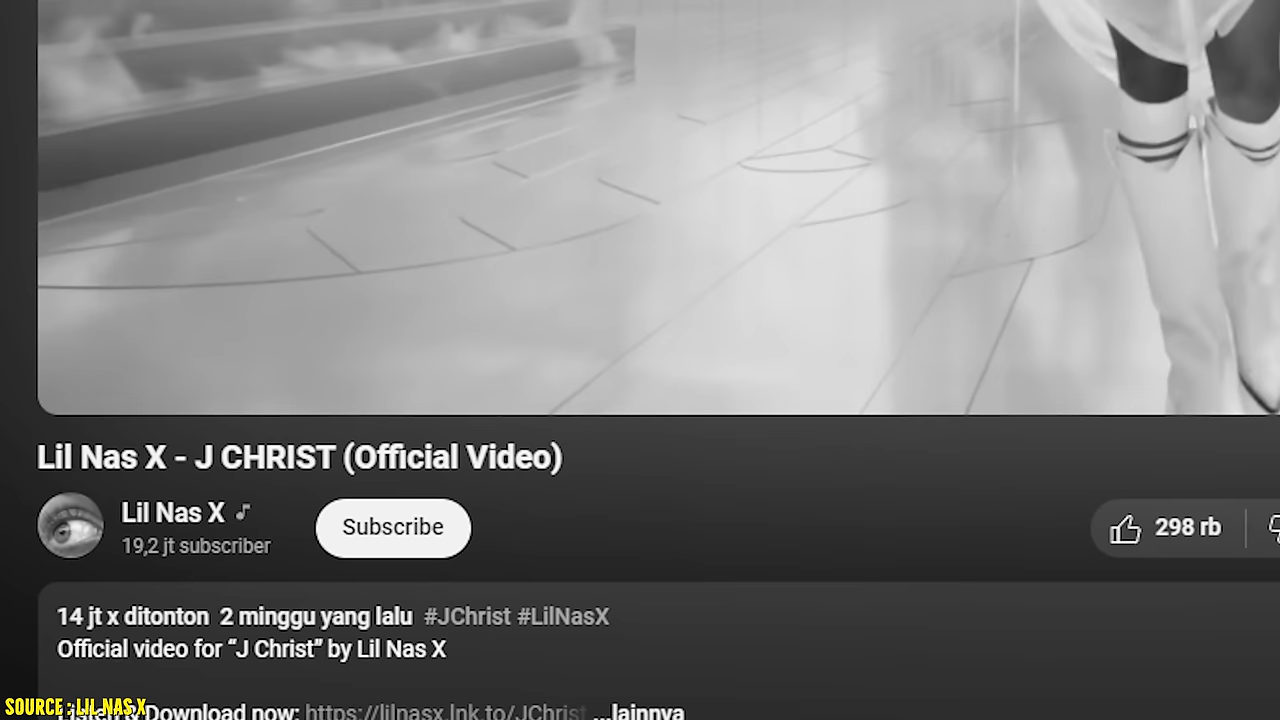 Lil Nas X - J CHRIST (Official Video)
Lil Nas X
19,2 jt subscriber
Subscribe
298 rb
14 jt x ditonton 2 minggu yang lalu #JChrist #LilNasX
Official video for “J Christ” by Lil Nas X
Listen & Download now: https://lilnasx.lnk.to/JChrist ...lainnya
SOURCE : LIL NAS X